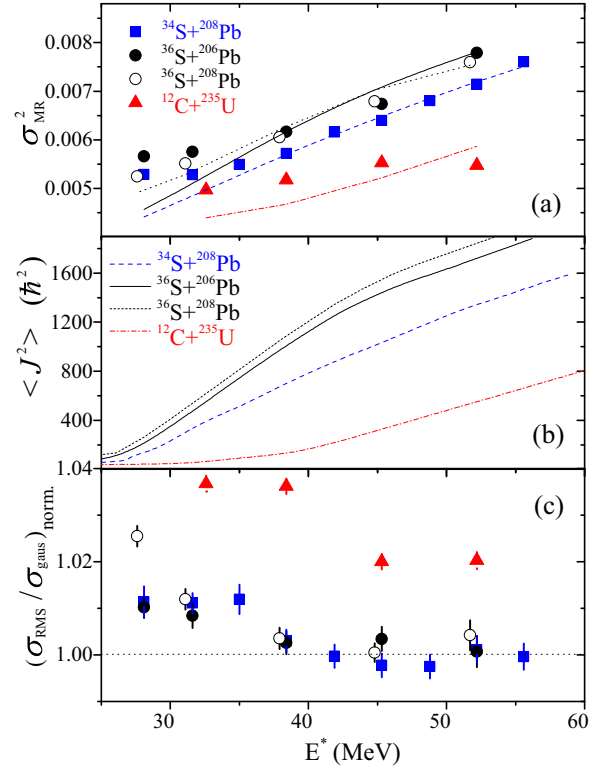 ³⁴S+²⁰⁸Pb
³⁶S+²⁰⁶Pb
³⁶S+²⁰⁸Pb
¹²C+²³⁵U
0.008
0.007
0.006
0.005
σ²MR
(a)
³⁴S+²⁰⁸Pb
³⁶S+²⁰⁶Pb
³⁶S+²⁰⁸Pb
¹²C+²³⁵U
1600
1200
800
400
< J² > (ħ²)
(b)
1.04
1.02
1.00
(σRMS /σgaus)norm.
(c)
30 40 50 60
E* (MeV)